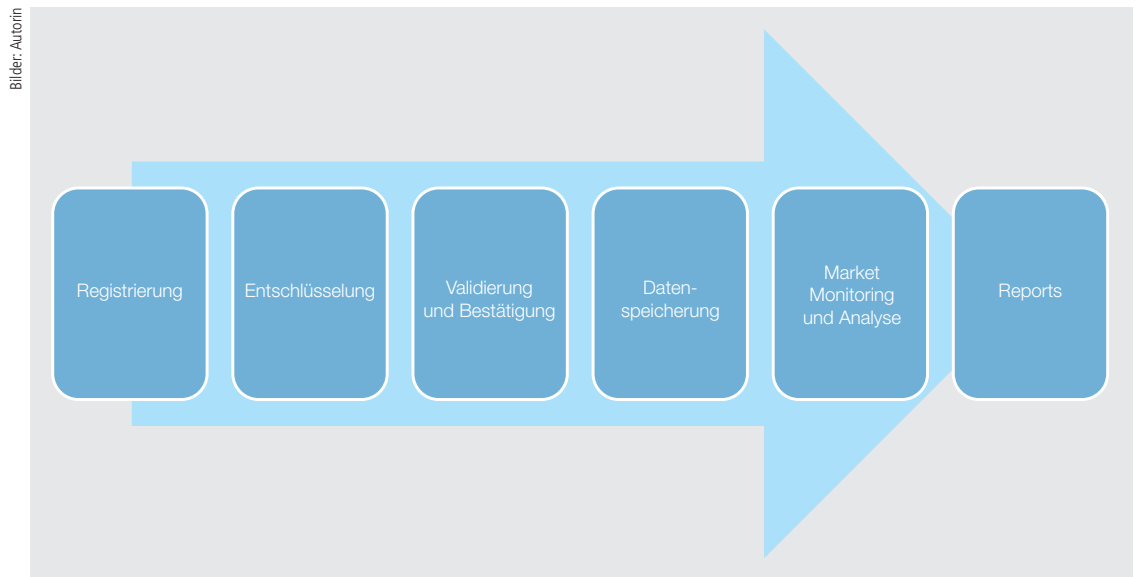 Bilder: Autorin
Registrierung
Entschlüsselung
Validierung
und Bestätigung
Daten-
speicherung
Market
Monitoring
und Analyse
Reports